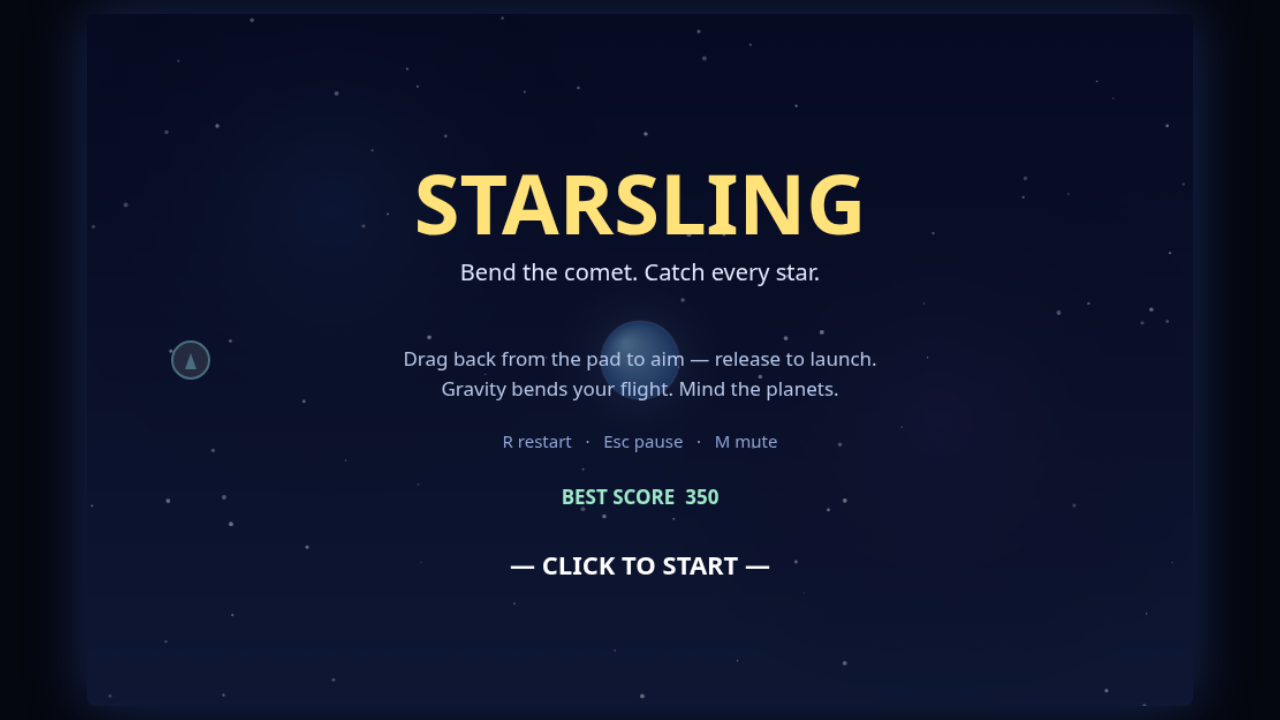 STARSLING
Bend the comet. Catch every star.
Drag back from the pad to aim — release to launch.
Gravity bends your flight. Mind the planets.
R restart · Esc pause · M mute
BEST SCORE 350
— CLICK TO START —